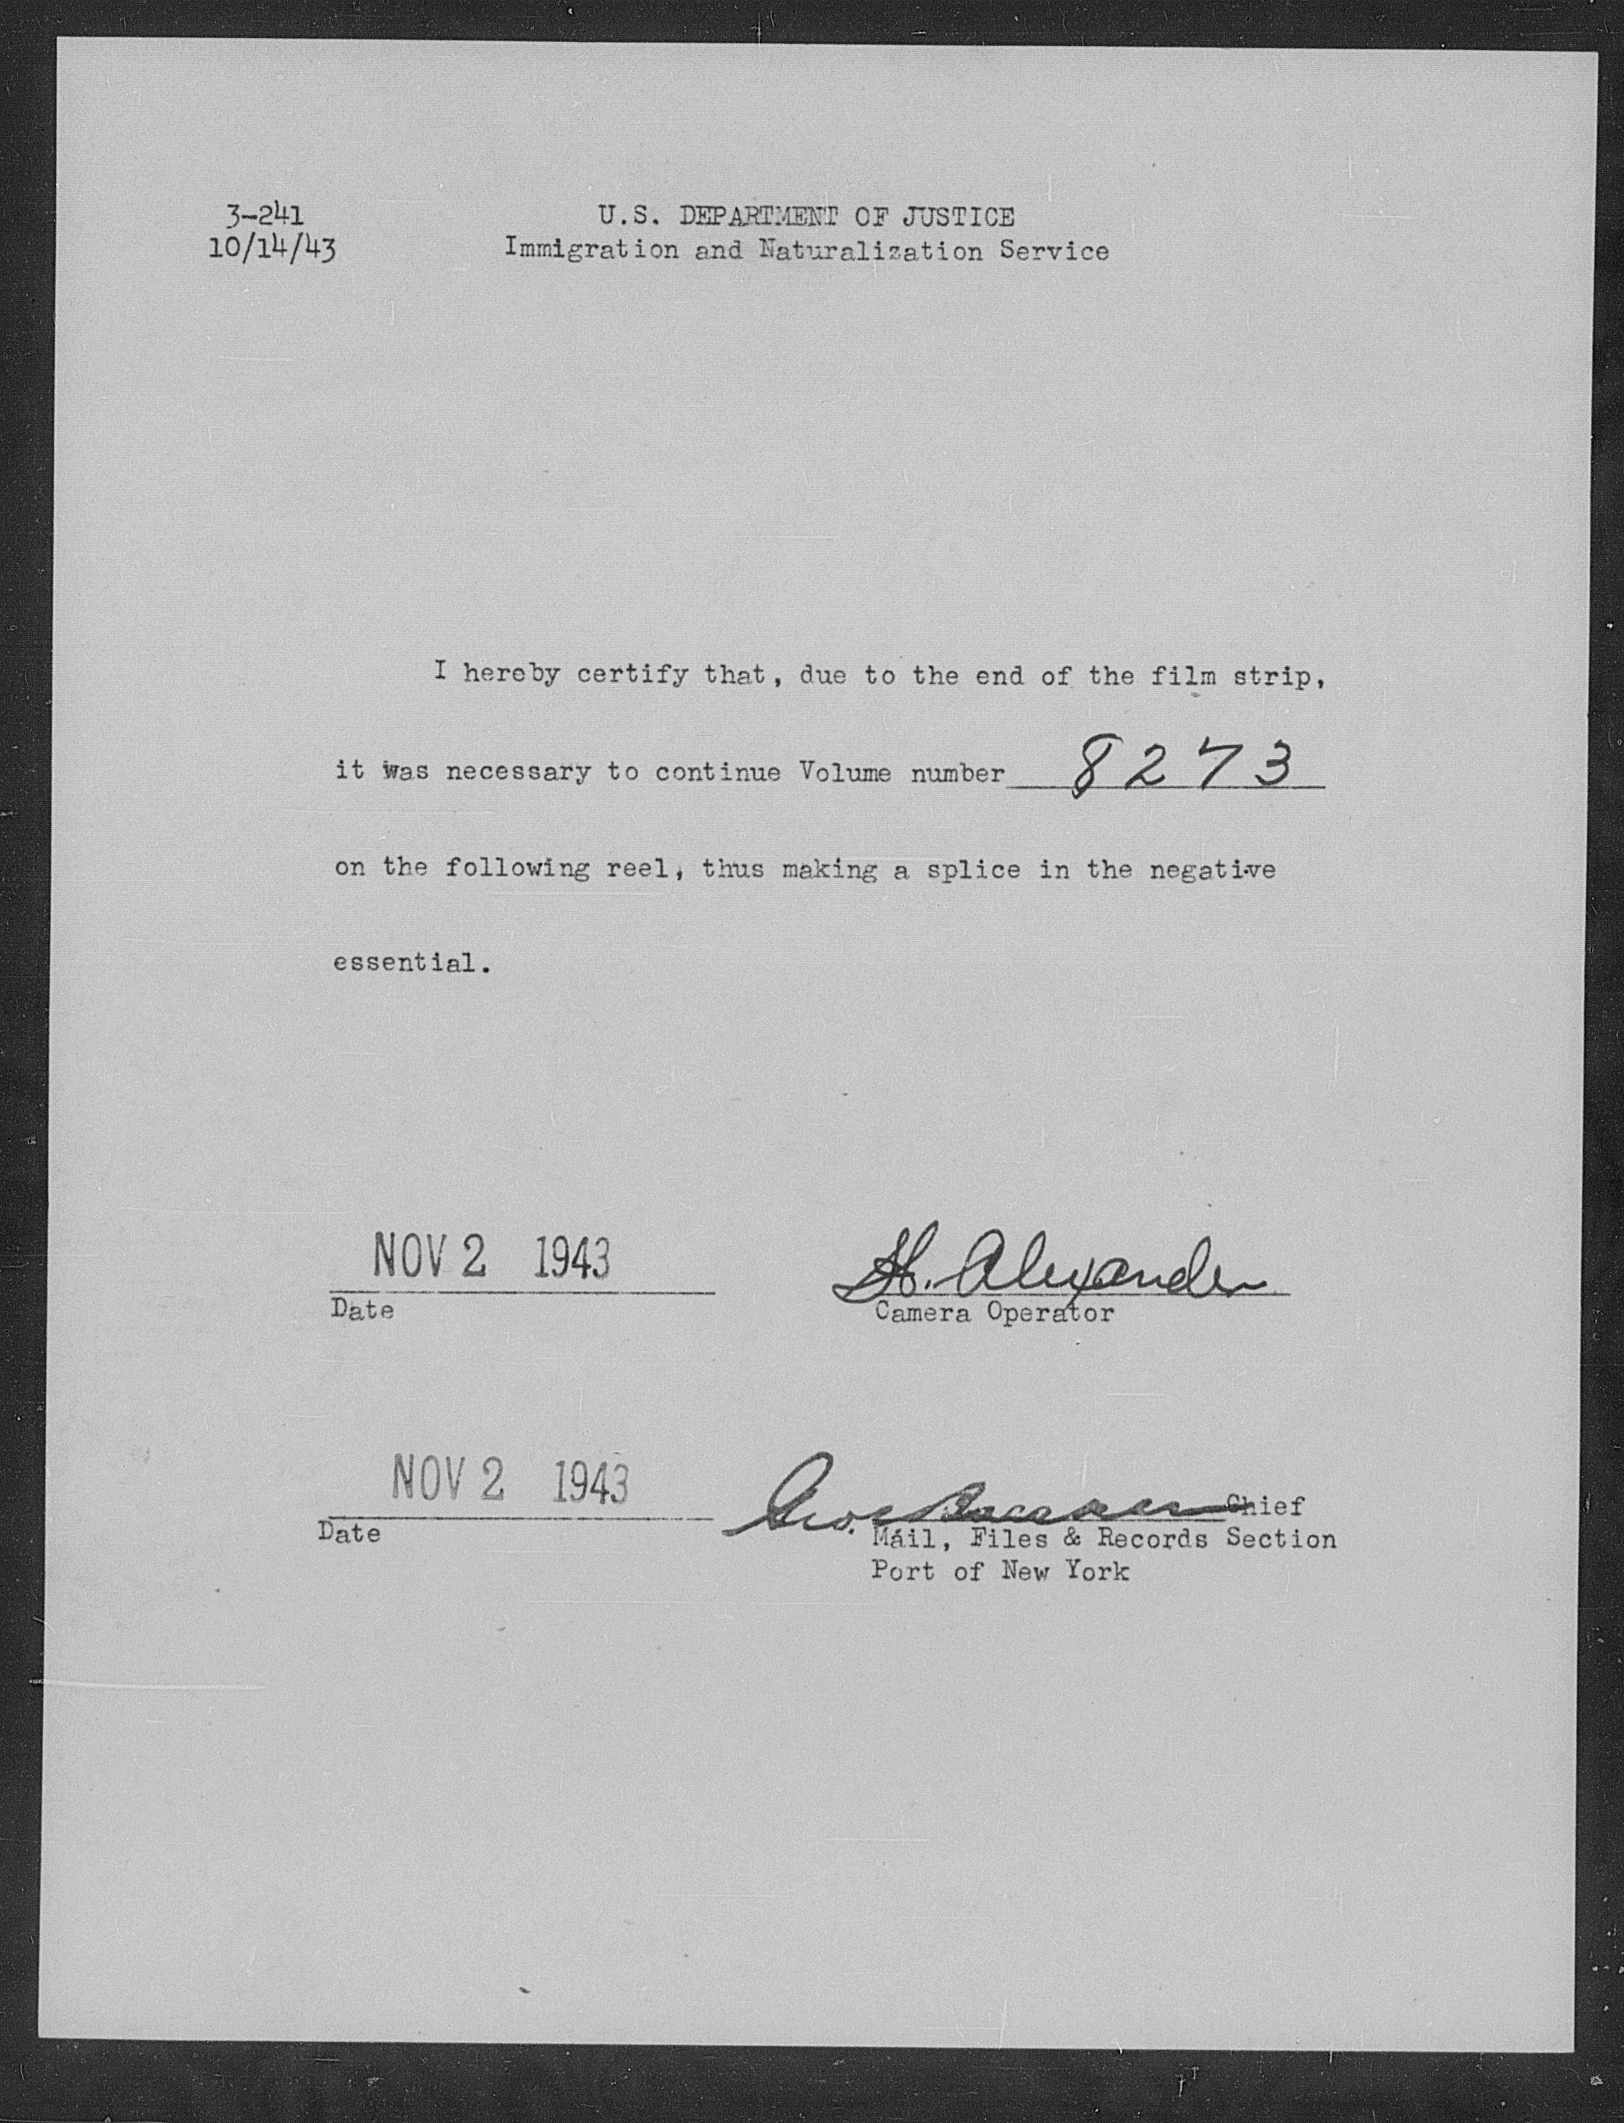 3-241
10/14/43
U.S. DEPARTMENT OF JUSTICE
Immigration and Naturalization Service
I hereby certify that, due to the end of the film strip,
it was necessary to continue Volume number 8273
on the following reel, thus making a splice in the negative
essential.
NOV 2 1943
H. Alexander
Date
Camera Operator
NOV 2 1943
Geo. Chief
Date
Mail, Files & Records Section
Port of New York